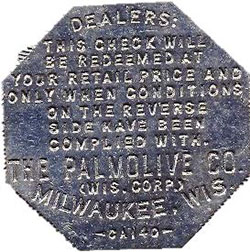 DEALERS:
THIS CHECK WILL
BE REDEEMED AT
YOUR RETAIL PRICE AND
ONLY WHEN CONDITIONS
ON THE REVERSE
SIDE HAVE BEEN
COMPLIED WITH.
THE PALMOLIVE CO.
(WIS. CORP.)
MILWAUKEE, WIS.
-CA140-